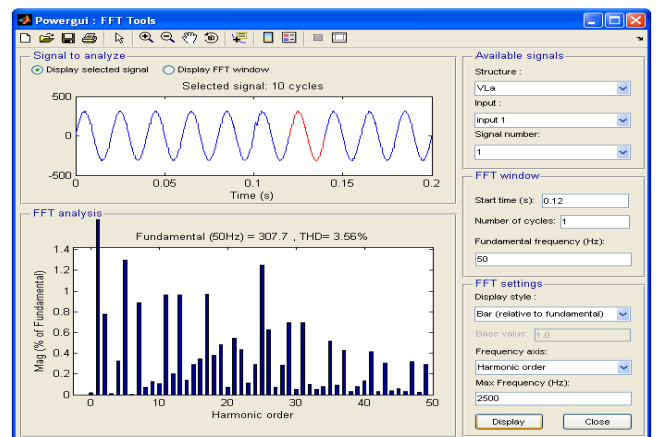 Powergui : FFT Tools
Signal to analyze
Display selected signal
Display FFT window
Selected signal: 10 cycles
500
0
-500
0
0.05
0.1
0.15
0.2
Time (s)
FFT analysis
Fundamental (50Hz) = 307.7 , THD= 3.56%
1.4
1.2
1
0.8
0.6
0.4
0.2
0
Mag (% of Fundamental)
0
10
20
30
40
50
Harmonic order
Available signals
Structure :
VLa
Input :
input 1
Signal number:
1
FFT window
Start time (s): 0.12
Number of cycles: 1
Fundamental frequency (Hz):
50
FFT settings
Display style :
Bar (relative to fundamental)
Base value: 1.0
Frequency axis:
Harmonic order
Max Frequency (Hz):
2500
Display
Close